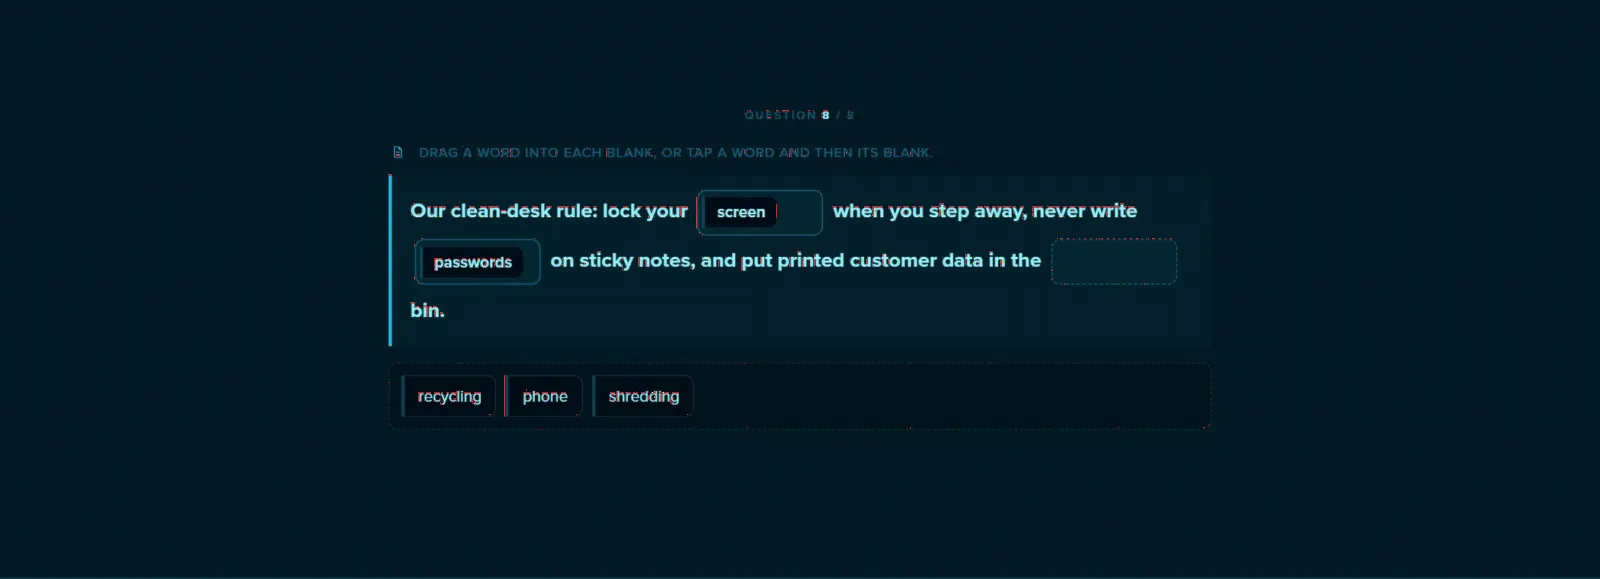 QUESTION 8 / 8
DRAG A WORD INTO EACH BLANK, OR TAP A WORD AND THEN ITS BLANK.
Our clean-desk rule: lock your screen when you step away, never write
passwords on sticky notes, and put printed customer data in the
bin.
recycling phone shredding